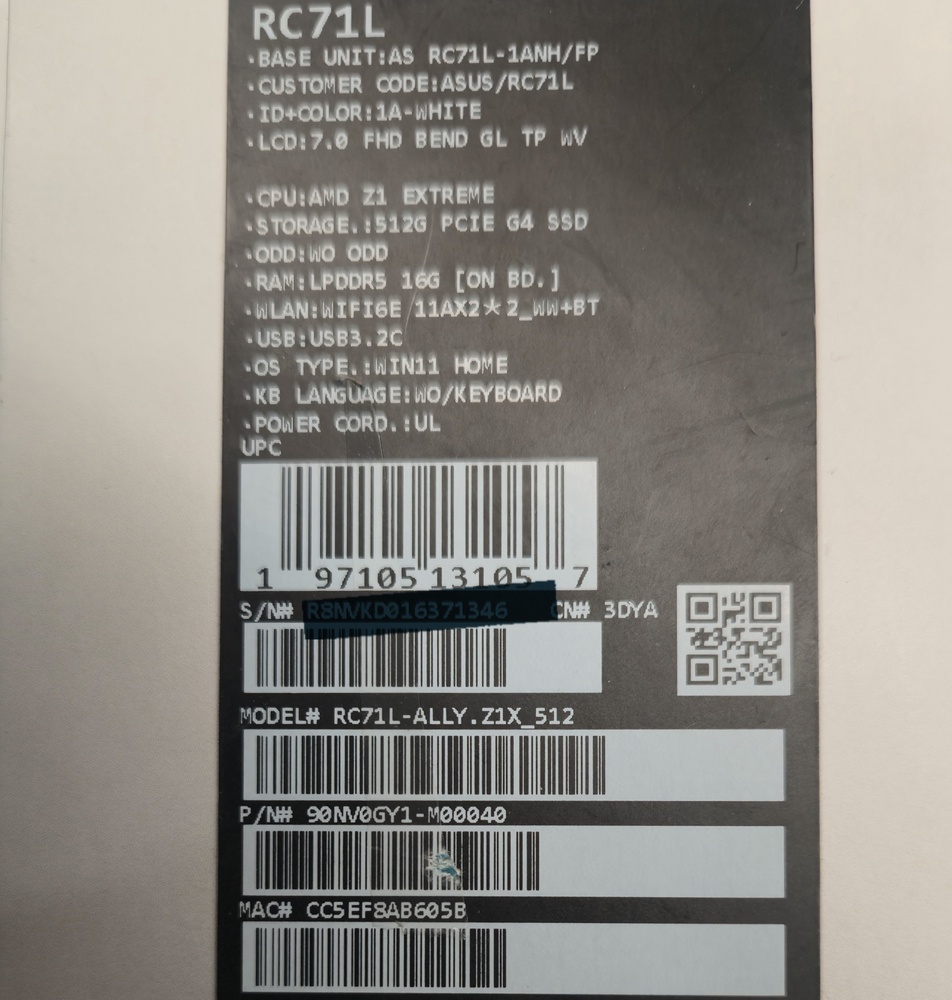 RC71L
·BASE UNIT:AS RC71L-1ANH/FP
·CUSTOMER CODE:ASUS/RC71L
·ID+COLOR:1A-WHITE
·LCD:7.0 FHD BEND GL TP WV
·CPU:AMD Z1 EXTREME
·STORAGE.:512G PCIE G4 SSD
·ODD:WO ODD
·RAM:LPDDR5 16G [ON BD.]
·WLAN:WIFI6E 11AX2*2_WW+BT
·USB:USB3.2C
·OS TYPE.:WIN11 HOME
·KB LANGUAGE:WO/KEYBOARD
·POWER CORD.:UL
UPC
1 97105 13105 7
S/N# R8NVKD016371346 CN# 3DYA
MODEL# RC71L-ALLY.Z1X_512
P/N# 90NV0GY1-M00040
MAC# CC5EF8AB605B